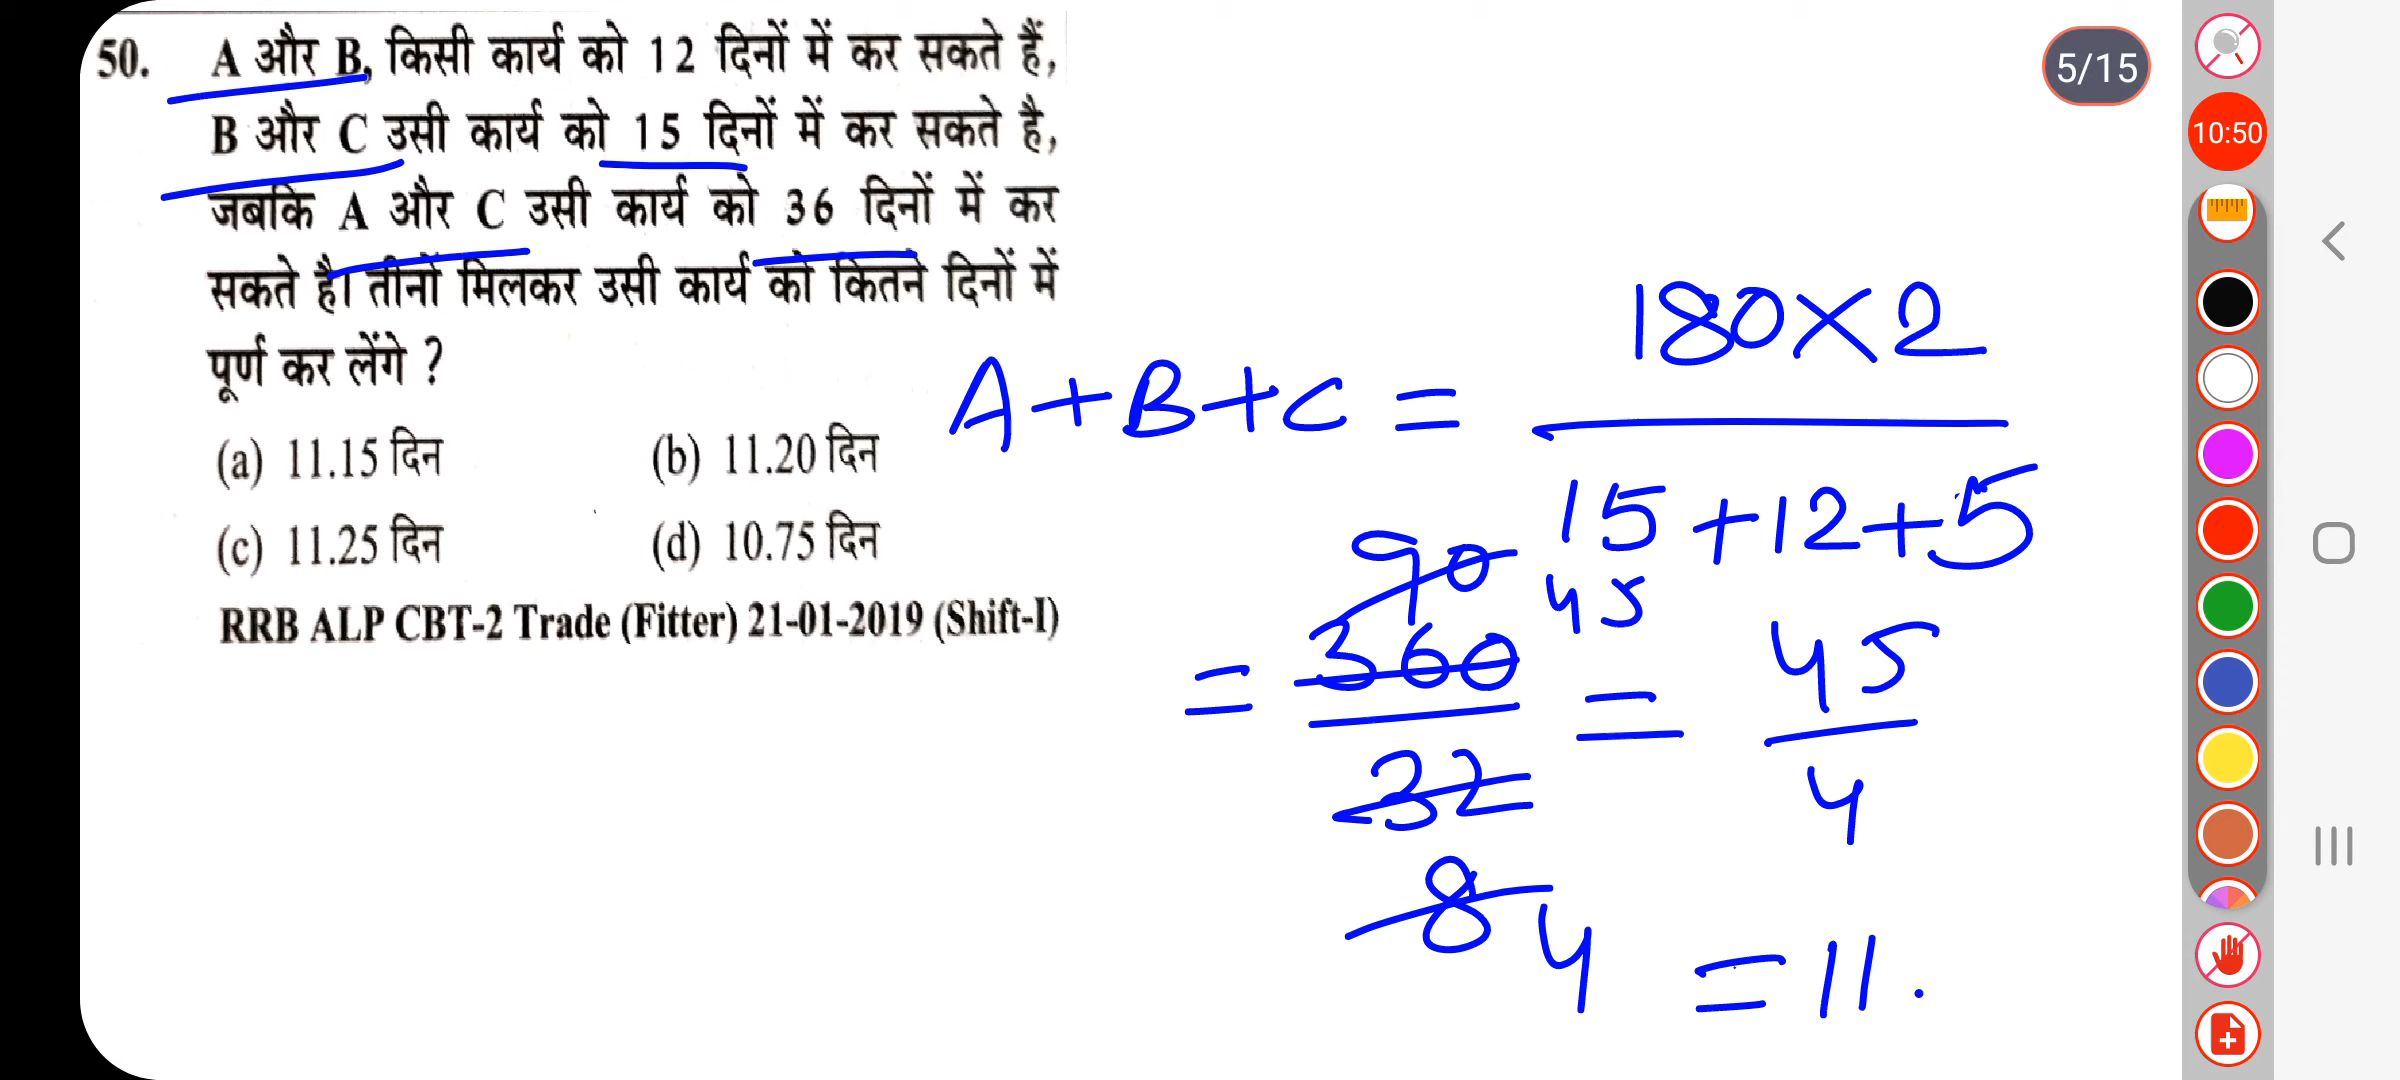 50. A और B, किसी कार्य को 12 दिनों में कर सकते हैं,
B और C उसी कार्य को 15 दिनों में कर सकते है,
जबकि A और C उसी कार्य को 36 दिनों में कर
सकते है। तीनों मिलकर उसी कार्य को कितने दिनों में
पूर्ण कर लेंगे ?
(a) 11.15 दिन (b) 11.20 दिन
(c) 11.25 दिन (d) 10.75 दिन
RRB ALP CBT-2 Trade (Fitter) 21-01-2019 (Shift-I)
5/15
10:50
180×2
A+B+C =
15+12+5
90 45
= 360 = 45
32 4
8 4
= 11.